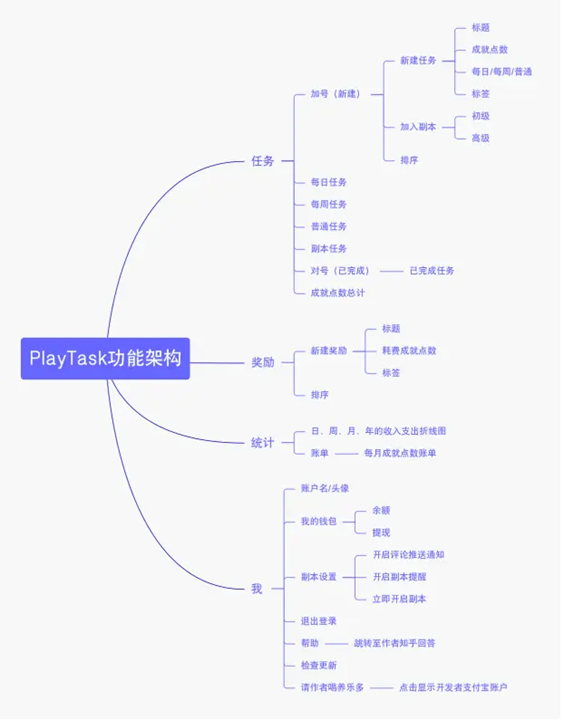 PlayTask功能架构
任务
加号（新建）
新建任务
标题
成就点数
每日/每周/普通
标签
加入副本
初级
高级
排序
每日任务
每周任务
普通任务
副本任务
对号（已完成）
已完成任务
成就点数总计
奖励
新建奖励
标题
耗费成就点数
标签
排序
统计
日、周、月、年的收入支出折线图
账单
每月成就点数账单
我
账户名/头像
我的钱包
余额
提现
副本设置
开启评论推送通知
开启副本提醒
立即开启副本
退出登录
帮助
跳转至作者知乎回答
检查更新
请作者喝养乐多
点击显示开发者支付宝账户